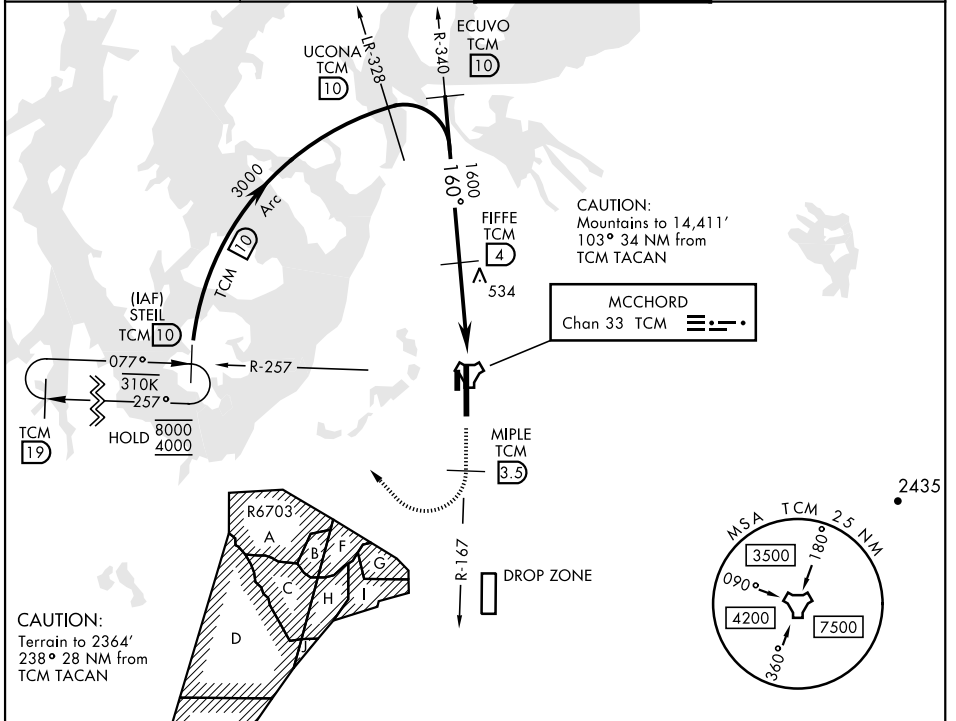 UCONA
TCM
10
LR-328
R-340
ECUVO
TCM
10
3000
Arc
TCM 10
1600
160°
FIFFE
TCM
4
534
CAUTION:
Mountains to 14,411'
103° 34 NM from
TCM TACAN
MCCHORD
Chan 33 TCM
(IAF)
STEIL
TCM 10
077°
310K
257°
R-257
TCM
19
HOLD 8000
4000
MIPLE
TCM
3.5
R-167
DROP ZONE
R6703
A
B
F
G
C
H
I
D
J
CAUTION:
Terrain to 2364'
238° 28 NM from
TCM TACAN
2435
MSA TCM 25 NM
3500
180°
090°
4200
7500
360°